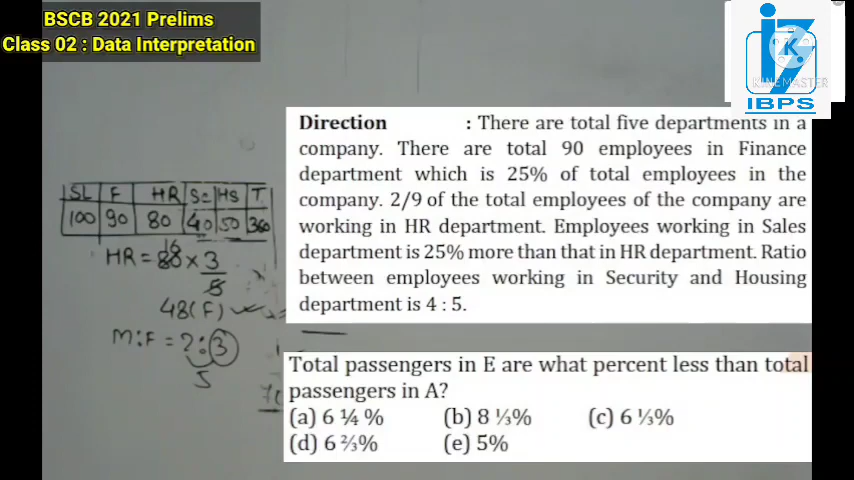 BSCB 2021 Prelims
Class 02 : Data Interpretation
K
KINEMASTER
IBPS
Direction : There are total five departments in a
company. There are total 90 employees in Finance
department which is 25% of total employees in the
company. 2/9 of the total employees of the company are
working in HR department. Employees working in Sales
department is 25% more than that in HR department. Ratio
between employees working in Security and Housing
department is 4 : 5.
SL F HR Sc HS T
100 90 80 40 50 360
HR = 80 16 × 3/5
48(F)
M:F = 2:3
5
Total passengers in E are what percent less than total
passengers in A?
(a) 6 ¼ % (b) 8 ⅓% (c) 6 ⅓%
(d) 6 ⅔% (e) 5%